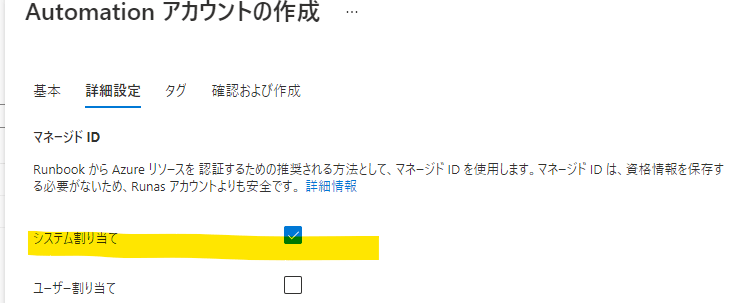 Automation アカウントの作成 …
基本 詳細設定 タグ 確認および作成
マネージド ID
Runbook から Azure リソースを 認証するための推奨される方法として、マネージド ID を使用します。マネージド ID は、資格情報を保存す
る必要がないため、Runas アカウントよりも安全です。 詳細情報
システム割り当て
ユーザー割り当て